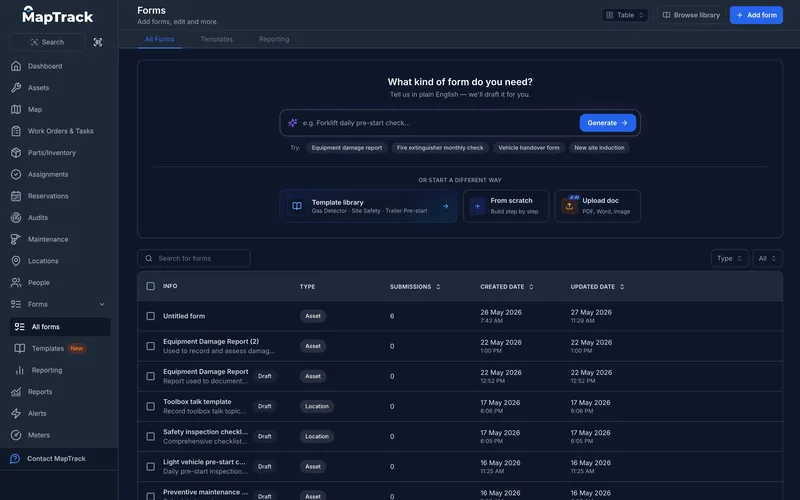 MapTrack
Search
Dashboard
Assets
Map
Work Orders & Tasks
Parts/Inventory
Assignments
Reservations
Audits
Maintenance
Locations
People
Forms
All forms
Templates New
Reporting
Reports
Alerts
Meters
Contact MapTrack
Forms
Add forms, edit and more.
Table
Browse library
Add form
All Forms Templates Reporting
What kind of form do you need?
Tell us in plain English — we'll draft it for you.
e.g. Forklift daily pre-start check...
Generate
Try: Equipment damage report Fire extinguisher monthly check Vehicle handover form New site induction
OR START A DIFFERENT WAY
Template library
Gas Detector · Site Safety · Trailer Pre-start
From scratch
Build step by step
AI
Upload doc
PDF, Word, image
Search for forms
Type
All
INFO TYPE SUBMISSIONS CREATED DATE UPDATED DATE
Untitled form Asset 6 26 May 2026 27 May 2026
7:43 AM 11:29 AM
Equipment Damage Report (2) Asset 0 22 May 2026 22 May 2026
Used to record and assess damag... 1:00 PM 1:00 PM
Equipment Damage Report Draft Asset 0 22 May 2026 22 May 2026
Report used to document... 12:52 PM 12:52 PM
Toolbox talk template Draft Location 0 17 May 2026 17 May 2026
Record toolbox talk topic... 6:06 PM 6:06 PM
Safety inspection checkl... Draft Location 0 17 May 2026 17 May 2026
Comprehensive checklist... 6:05 PM 6:05 PM
Light vehicle pre-start c... Draft Asset 0 16 May 2026 16 May 2026
Daily pre-start inspection... 11:25 AM 11:25 AM
Preventive maintenance ... Draft Asset 0 16 May 2026 16 May 2026